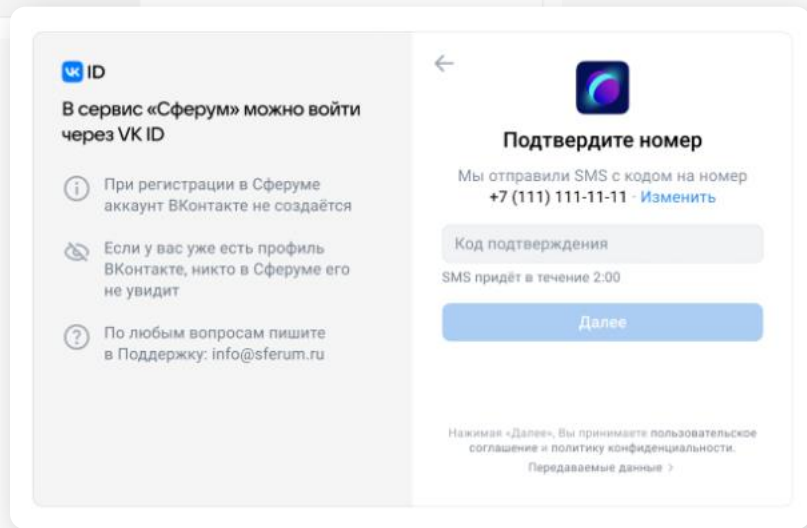 VK ID
В сервис «Сферум» можно войти
через VK ID
При регистрации в Сферуме
аккаунт ВКонтакте не создаётся
Если у вас уже есть профиль
ВКонтакте, никто в Сферуме его
не увидит
По любым вопросам пишите
в Поддержку: info@sferum.ru
Подтвердите номер
Мы отправили SMS с кодом на номер
+7 (111) 111-11-11 · Изменить
Код подтверждения
SMS придёт в течение 2:00
Далее
Нажимая «Далее», Вы принимаете пользовательское
соглашение и политику конфиденциальности.
Передаваемые данные >